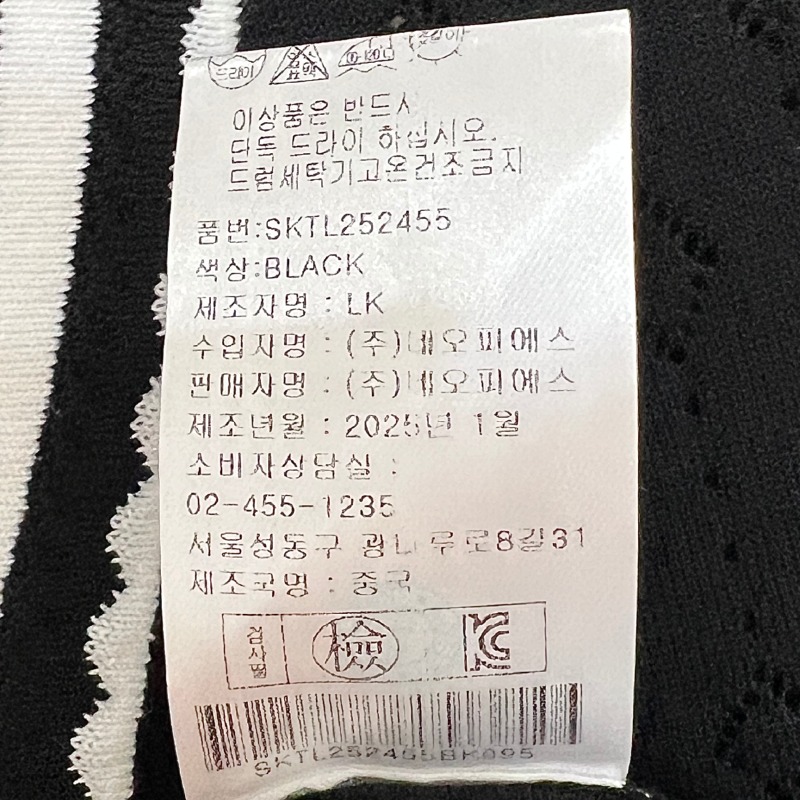 드라이
이상품은 반드시
단독 드라이 하십시오.
드럼세탁기고온건조금지
품번:SKTL252455
색상:BLACK
제조자명 : LK
수입자명 : (주)네오피에스
판매자명 : (주)네오피에스
제조년월 : 2025년 1월
소비자상담실 :
02-455-1235
서울성동구 광나루로8길31
제조국명 : 중국
검사필 檢 KC
SKTL252455BK095